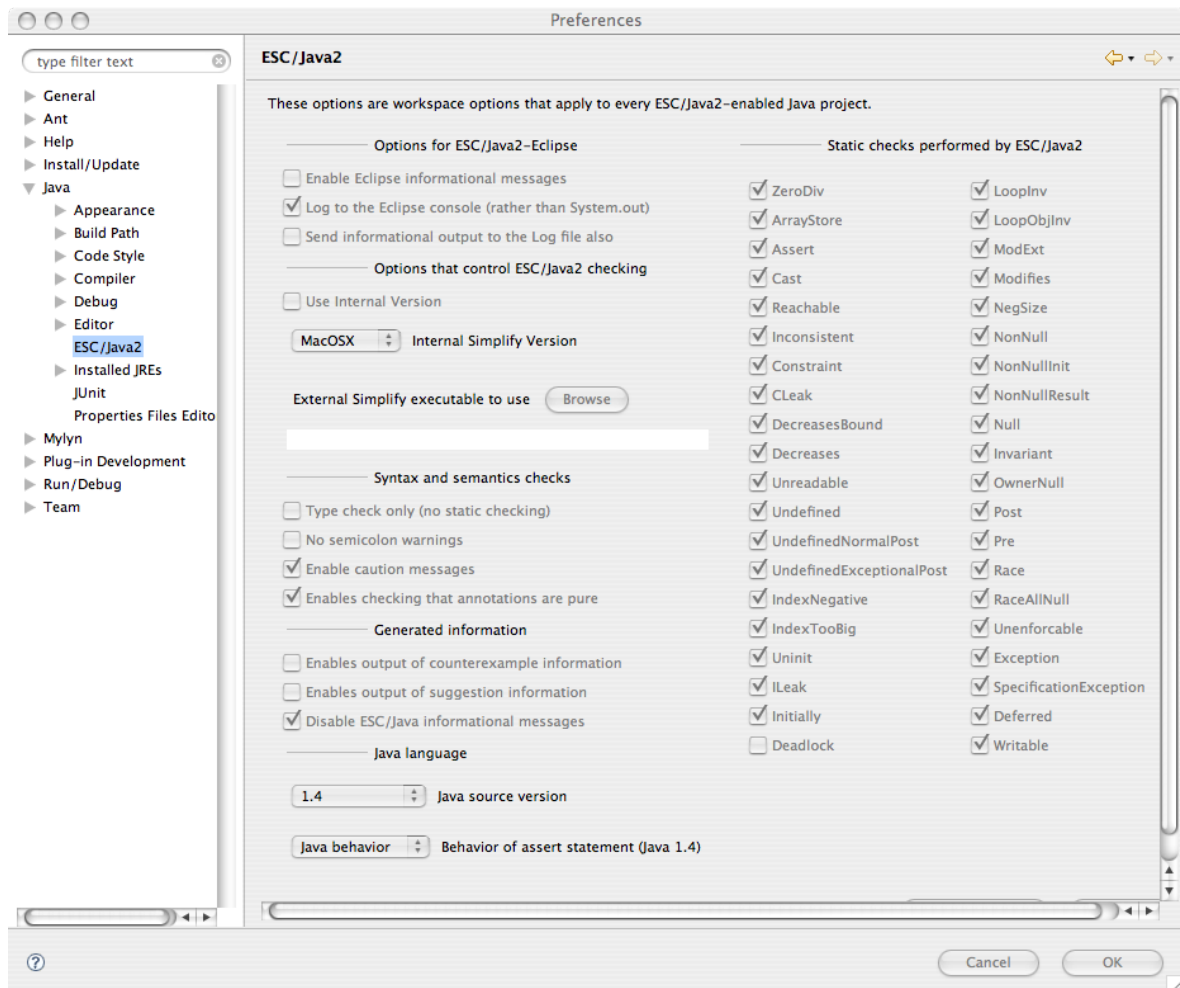 Preferences
type filter text
General
Ant
Help
Install/Update
Java
Appearance
Build Path
Code Style
Compiler
Debug
Editor
ESC/Java2
Installed JREs
JUnit
Properties Files Edito
Mylyn
Plug-in Development
Run/Debug
Team
ESC/Java2
These options are workspace options that apply to every ESC/Java2-enabled Java project.
Options for ESC/Java2-Eclipse
Enable Eclipse informational messages
Log to the Eclipse console (rather than System.out)
Send informational output to the Log file also
Options that control ESC/Java2 checking
Use Internal Version
MacOSX Internal Simplify Version
External Simplify executable to use Browse
Syntax and semantics checks
Type check only (no static checking)
No semicolon warnings
Enable caution messages
Enables checking that annotations are pure
Generated information
Enables output of counterexample information
Enables output of suggestion information
Disable ESC/Java informational messages
Java language
1.4 Java source version
Java behavior Behavior of assert statement (Java 1.4)
Static checks performed by ESC/Java2
ZeroDiv
ArrayStore
Assert
Cast
Reachable
Inconsistent
Constraint
CLeak
DecreasesBound
Decreases
Unreadable
Undefined
UndefinedNormalPost
UndefinedExceptionalPost
IndexNegative
IndexTooBig
Uninit
ILeak
Initially
Deadlock
LoopInv
LoopObjInv
ModExt
Modifies
NegSize
NonNull
NonNullInit
NonNullResult
Null
Invariant
OwnerNull
Post
Pre
Race
RaceAllNull
Unenforcable
Exception
SpecificationException
Deferred
Writable
?
Cancel
OK